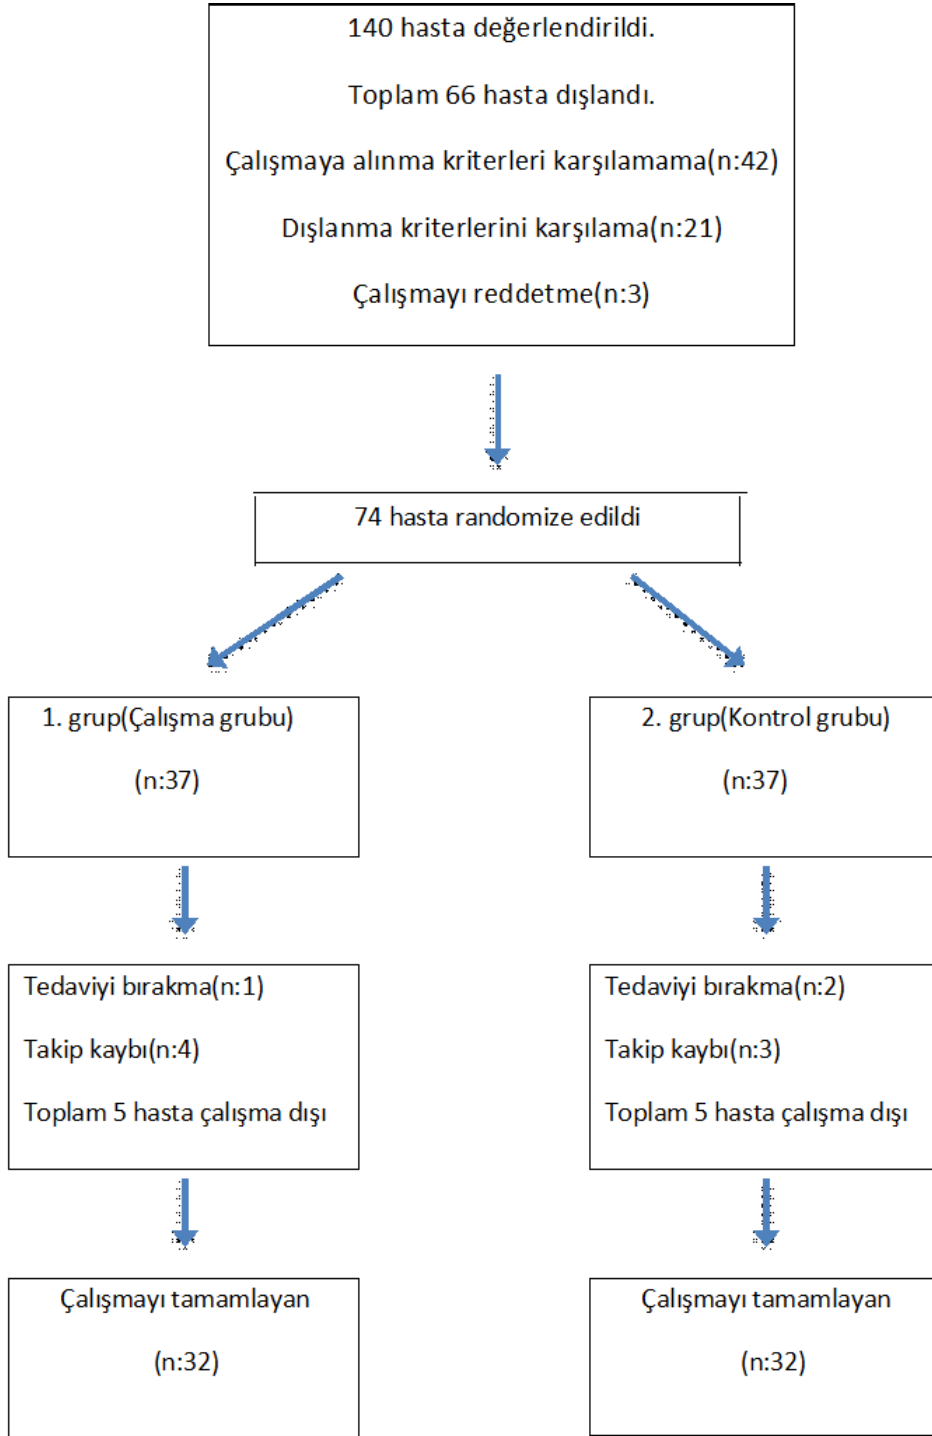 140 hasta değerlendirildi.
Toplam 66 hasta dışlandı.
Çalışmaya alınma kriterleri karşılamama(n:42)
Dışlanma kriterlerini karşılama(n:21)
Çalışmayı reddetme(n:3)
74 hasta randomize edildi
1. grup(Çalışma grubu)
(n:37)
2. grup(Kontrol grubu)
(n:37)
Tedaviyi bırakma(n:1)
Takip kaybı(n:4)
Toplam 5 hasta çalışma dışı
Tedaviyi bırakma(n:2)
Takip kaybı(n:3)
Toplam 5 hasta çalışma dışı
Çalışmayı tamamlayan
(n:32)
Çalışmayı tamamlayan
(n:32)